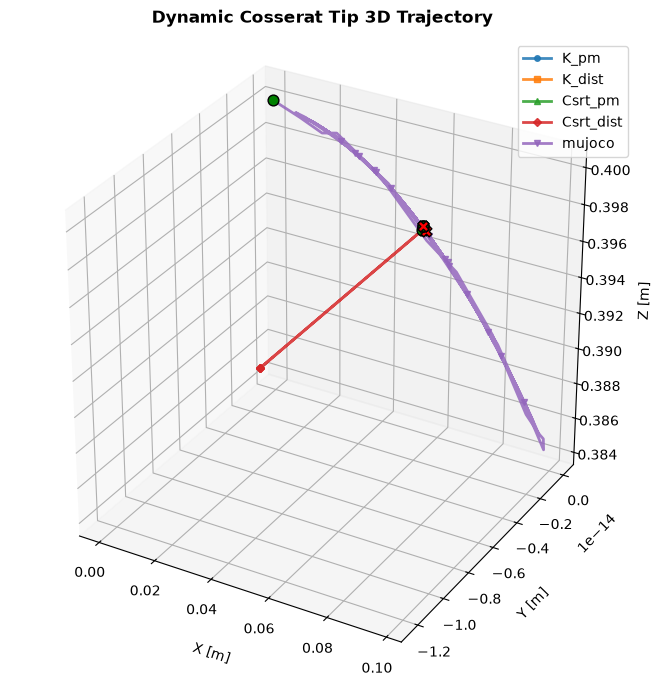 Dynamic Cosserat Tip 3D Trajectory
K_pm
K_dist
Csrt_pm
Csrt_dist
mujoco
0.400
0.398
0.396
0.394
0.392
0.390
0.388
0.386
0.384
Z [m]
0.0
−0.2
−0.4
−0.6
−0.8
−1.0
−1.2
1e−14
Y [m]
0.00
0.02
0.04
0.06
0.08
0.10
X [m]